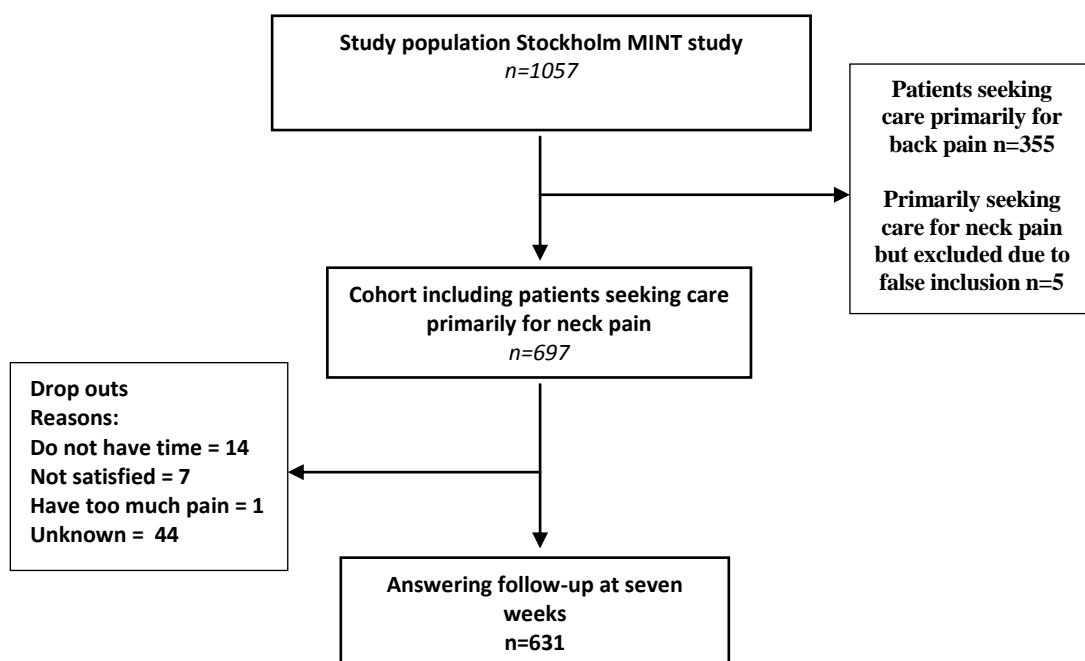 Study population Stockholm MINT study
n=1057
Patients seeking
care primarily for
back pain n=355
Primarily seeking
care for neck pain
but excluded due to
false inclusion n=5
Cohort including patients seeking care
primarily for neck pain
n=697
Drop outs
Reasons:
Do not have time = 14
Not satisfied = 7
Have too much pain = 1
Unknown = 44
Answering follow-up at seven
weeks
n=631